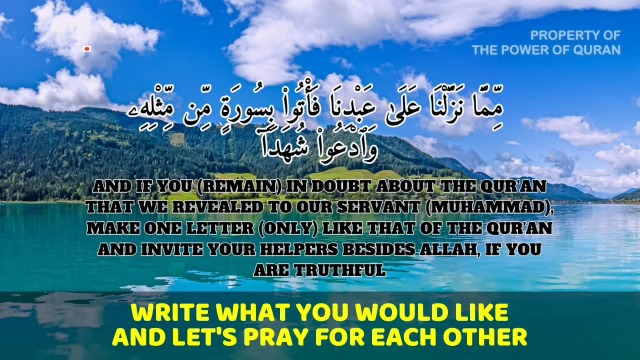 PROPERTY OF
THE POWER OF QURAN
مِّمَّا نَزَّلْنَا عَلَىٰ عَبْدِنَا فَأْتُوا۟ بِسُورَةٍ مِّن مِّثْلِهِۦ
وَٱدْعُوا۟ شُهَدَآ
AND IF YOU (REMAIN) IN DOUBT ABOUT THE QUR'AN
THAT WE REVEALED TO OUR SERVANT (MUHAMMAD),
MAKE ONE LETTER (ONLY) LIKE THAT OF THE QUR'AN
AND INVITE YOUR HELPERS BESIDES ALLAH, IF YOU
ARE TRUTHFUL
WRITE WHAT YOU WOULD LIKE
AND LET'S PRAY FOR EACH OTHER